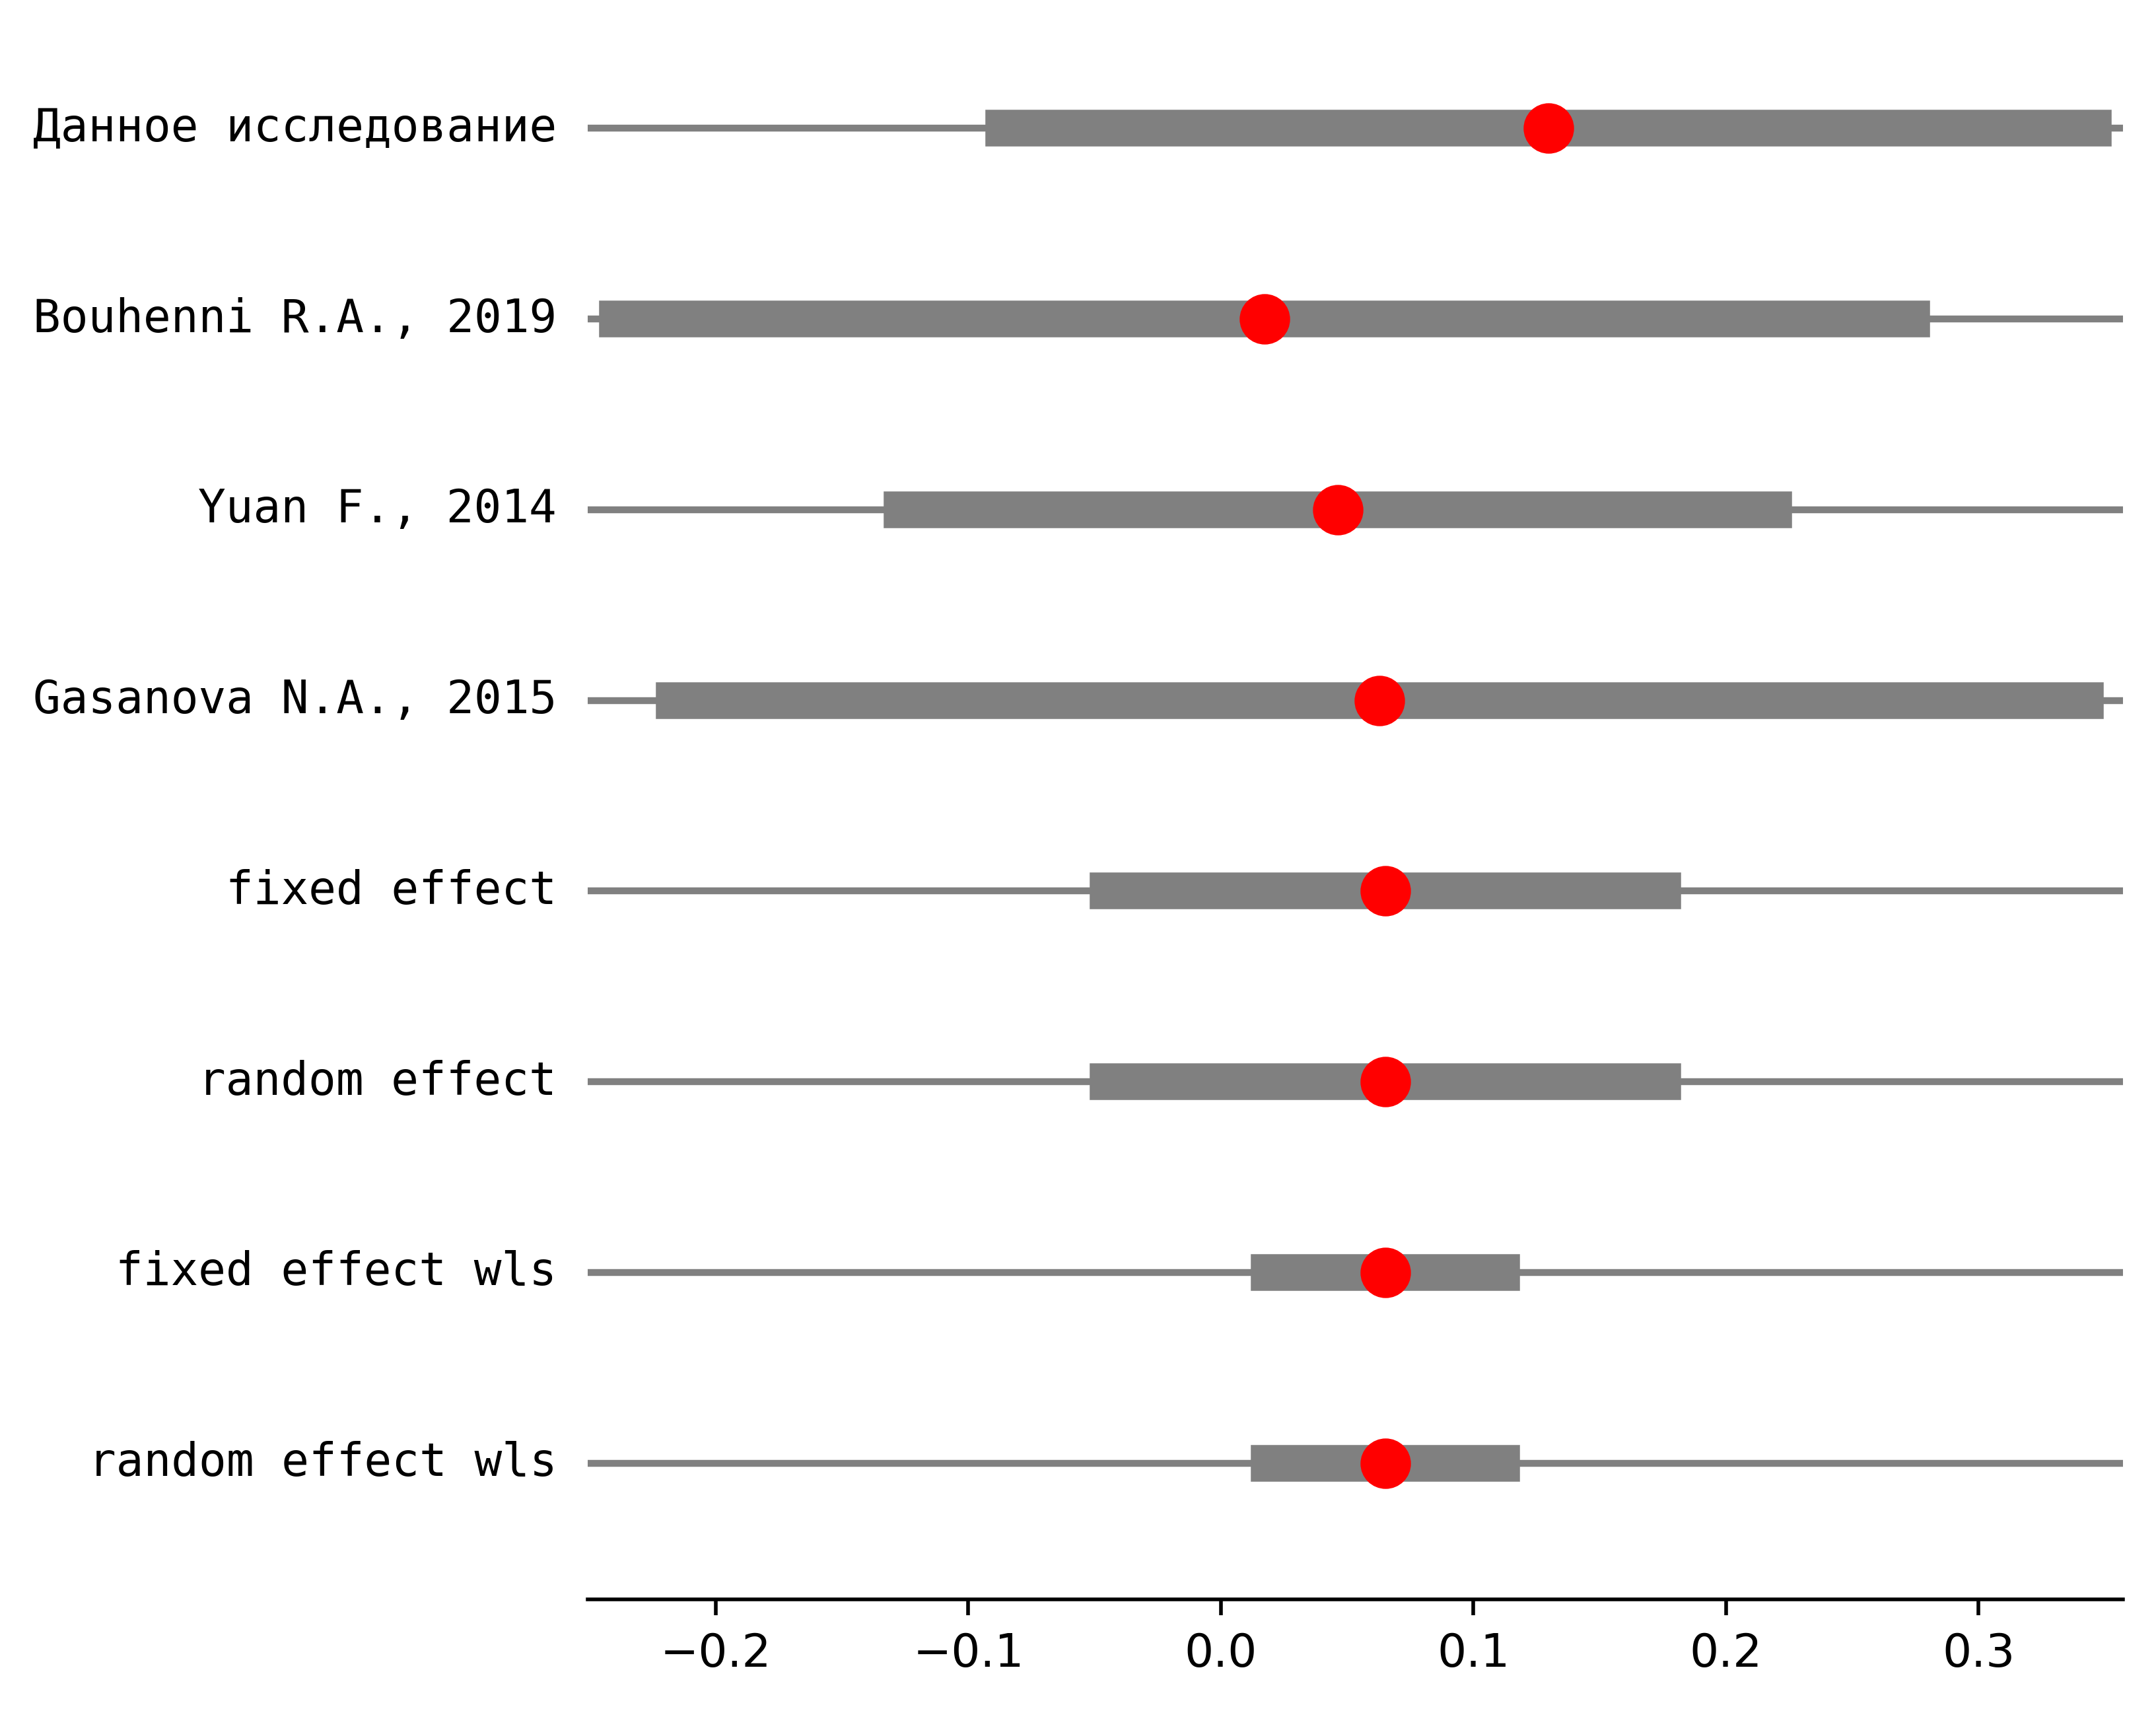 Данное исследование
Bouhenni R.A., 2019
Yuan F., 2014
Gasanova N.A., 2015
fixed effect
random effect
fixed effect wls
random effect wls
−0.2 −0.1 0.0 0.1 0.2 0.3